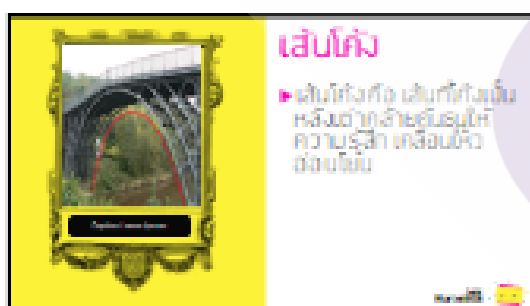 เส้นโค้ง
เส้นโค้งคือ เส้นที่โค้งเป็น
หลังเต่าคล้ายคันธนูให้
ความรู้สึก เคลื่อนไหว
อ่อนโยน